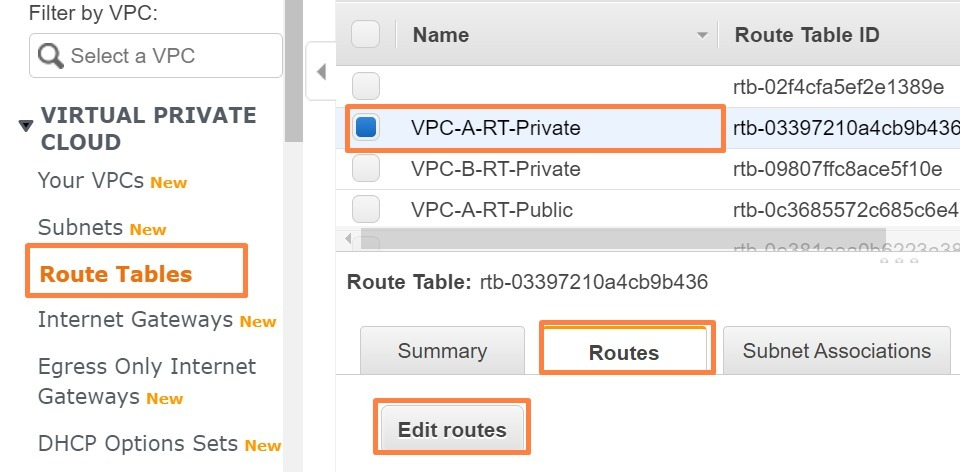 Filter by VPC:
Select a VPC
VIRTUAL PRIVATE
CLOUD
Your VPCs New
Subnets New
Route Tables
Internet Gateways New
Egress Only Internet
Gateways New
DHCP Options Sets New
Name Route Table ID
rtb-02f4cfa5ef2e1389e
VPC-A-RT-Private rtb-03397210a4cb9b436
VPC-B-RT-Private rtb-09807ffc8ace5f10e
VPC-A-RT-Public rtb-0c3685572c685c6e4
Route Table: rtb-03397210a4cb9b436
Summary Routes Subnet Associations
Edit routes